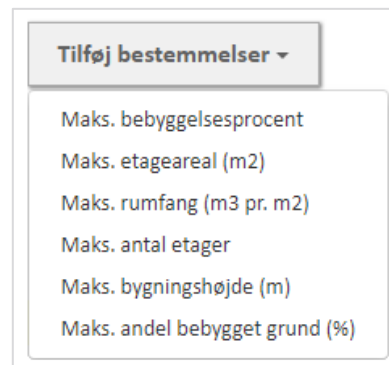 Tilføj bestemmelser
Maks. bebyggelsesprocent
Maks. etageareal (m2)
Maks. rumfang (m3 pr. m2)
Maks. antal etager
Maks. bygningshøjde (m)
Maks. andel bebygget grund (%)